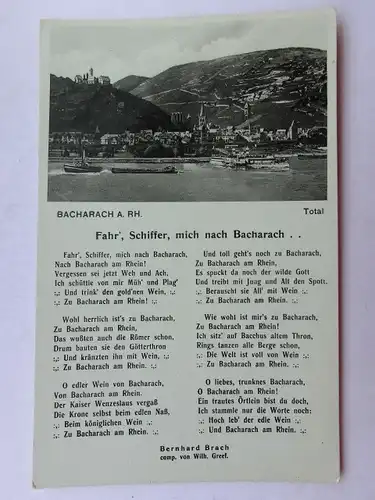 BACHARACH A. RH.
Total
Fahr', Schiffer, mich nach Bacharach . .
Fahr', Schiffer, mich nach Bacharach,
Nach Bacharach am Rhein!
Vergessen sei jetzt Weh und Ach,
Ich schüttle von mir Müh' und Plag'
:,: Und trink' den gold'nen Wein, :,:
:,: Zu Bacharach am Rhein! :,:
Wohl herrlich ist's zu Bacharach,
Zu Bacharach am Rhein,
Das wußten auch die Römer schon,
Drum bauten sie den Götterthron
:,: Und kränzten ihn mit Wein, :,:
:,: Zu Bacharach am Rhein. :,:
O edler Wein von Bacharach,
Von Bacharach am Rhein.
Der Kaiser Wenzeslaus vergaß
Die Krone selbst beim edlen Naß,
:,: Beim königlichen Wein :,:
:,: Zu Bacharach am Rhein. :,:
Und toll geht's noch zu Bacharach,
Zu Bacharach am Rhein,
Es spuckt da noch der wilde Gott
Und treibt mit Jung und Alt den Spott.
:,: Berauscht sie All' mit Wein :,:
:,: Zu Bacharach am Rhein. :,:
Wie wohl ist mir's zu Bacharach,
Zu Bacharach am Rhein!
Ich sitz' auf Bacchus altem Thron,
Rings tanzen alle Berge schon,
:,: Die Welt ist voll von Wein :,:
:,: Zu Bacharach am Rhein. :,:
O liebes, trunknes Bacharach,
O Bacharach am Rhein!
Ein trautes Örtlein bist du doch,
Ich stammle nur die Worte noch:
:,: Hoch leb' der edle Wein :,:
:,: Und Bacharach am Rhein. :,:
Bernhard Brach
comp. von Wilh. Greef.